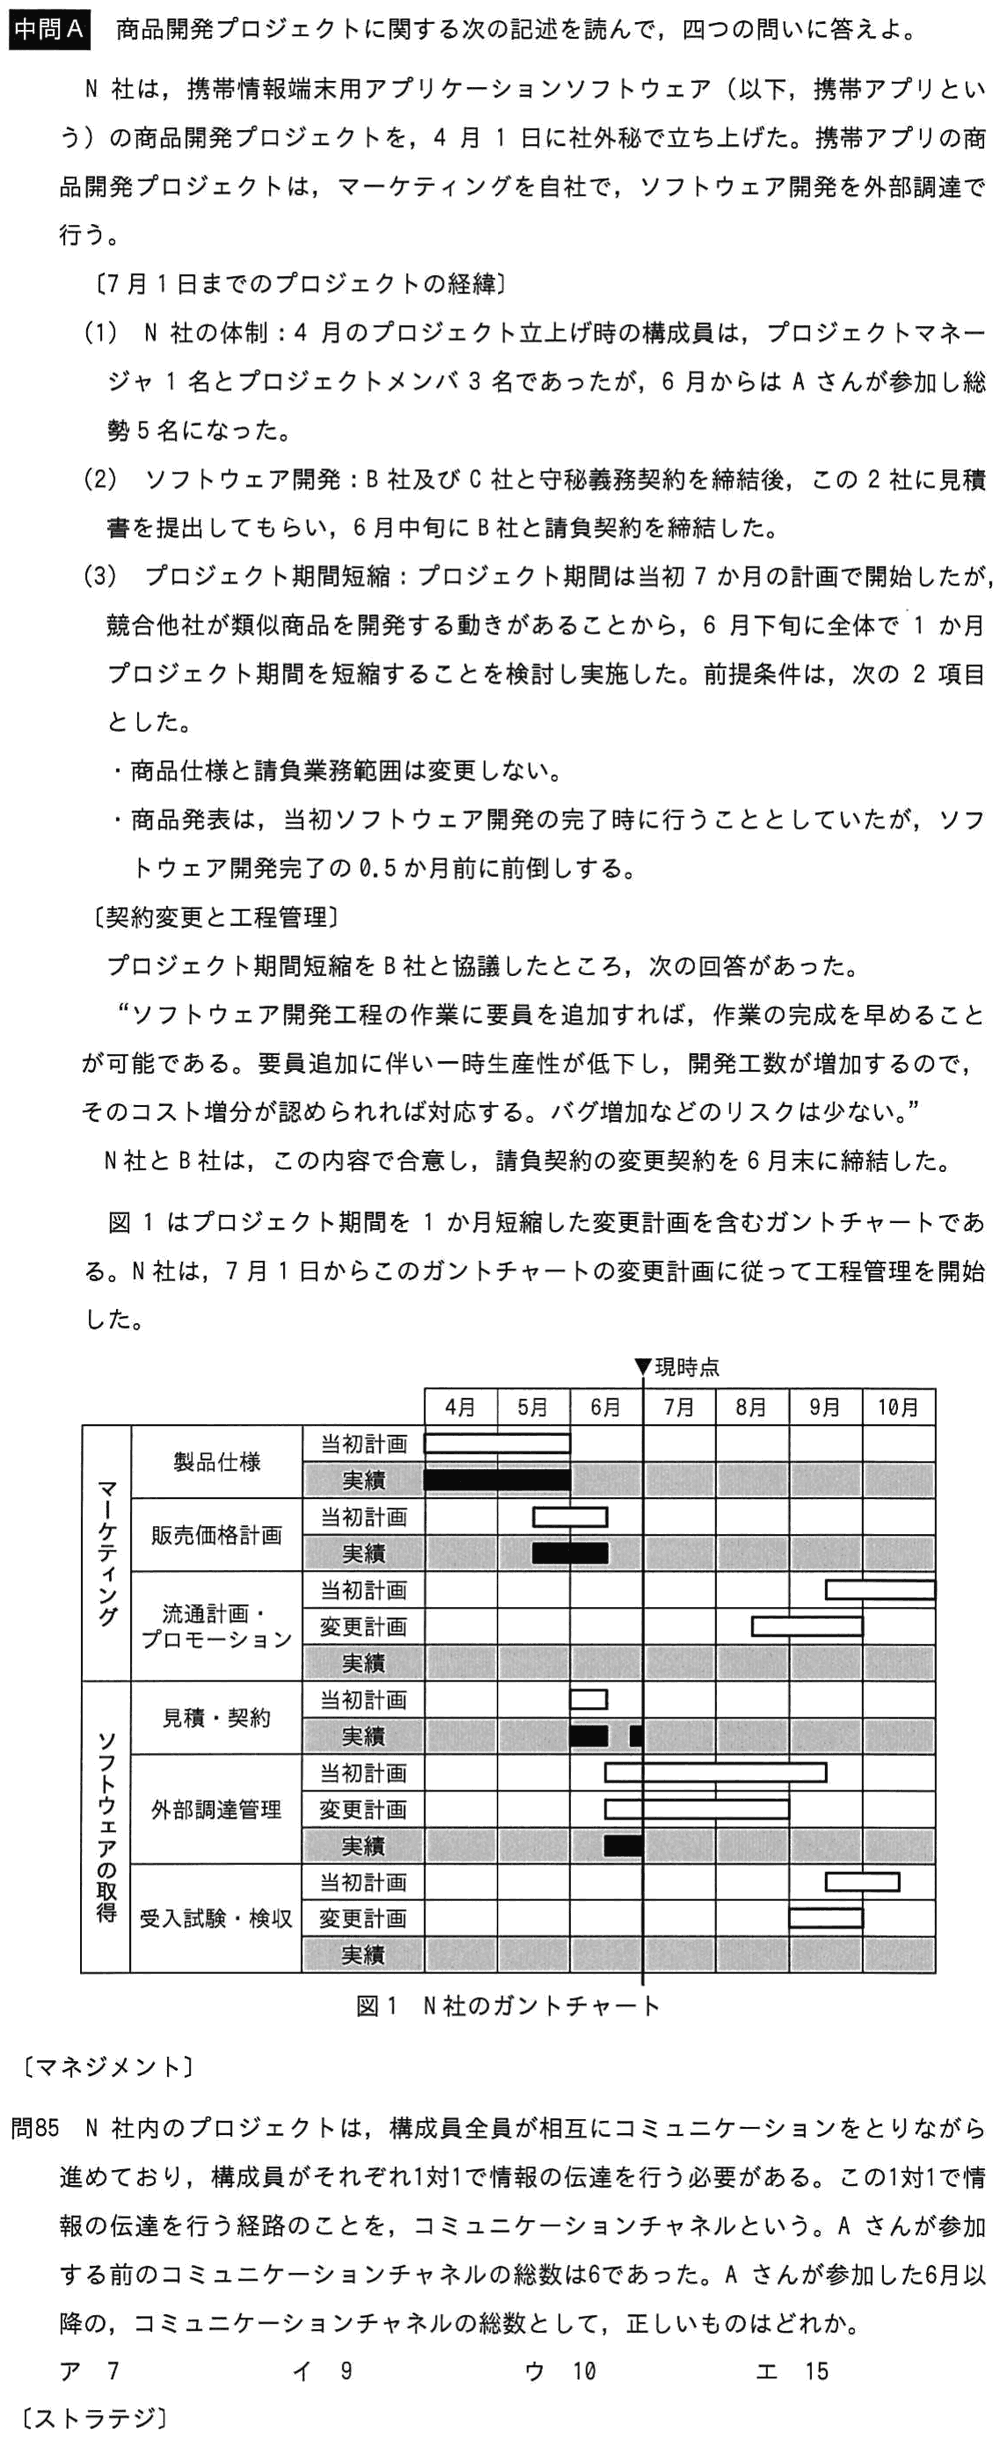 中問A 商品開発プロジェクトに関する次の記述を読んで，四つの問いに答えよ。
N 社は，携帯情報端末用アプリケーションソフトウェア（以下，携帯アプリとい
う）の商品開発プロジェクトを，4 月 1 日に社外秘で立ち上げた。携帯アプリの商
品開発プロジェクトは，マーケティングを自社で，ソフトウェア開発を外部調達で
行う。
〔7月1日までのプロジェクトの経緯〕
(1) N 社の体制：4 月のプロジェクト立上げ時の構成員は，プロジェクトマネー
ジャ 1 名とプロジェクトメンバ 3 名であったが，6 月からは A さんが参加し総
勢5名になった。
(2) ソフトウェア開発：B 社及び C 社と守秘義務契約を締結後，この 2 社に見積
書を提出してもらい，6月中旬にB社と請負契約を締結した。
(3) プロジェクト期間短縮：プロジェクト期間は当初 7 か月の計画で開始したが，
競合他社が類似商品を開発する動きがあることから，6 月下旬に全体で 1 か月
プロジェクト期間を短縮することを検討し実施した。前提条件は，次の 2 項目
とした。
・商品仕様と請負業務範囲は変更しない。
・商品発表は，当初ソフトウェア開発の完了時に行うこととしていたが，ソフ
トウェア開発完了の0.5か月前に前倒しする。
〔契約変更と工程管理〕
プロジェクト期間短縮をB社と協議したところ，次の回答があった。
“ソフトウェア開発工程の作業に要員を追加すれば，作業の完成を早めること
が可能である。要員追加に伴い一時生産性が低下し，開発工数が増加するので，
そのコスト増分が認められれば対応する。バグ増加などのリスクは少ない。”
N社とB社は，この内容で合意し，請負契約の変更契約を6月末に締結した。
図 1 はプロジェクト期間を 1 か月短縮した変更計画を含むガントチャートであ
る。N社は，7月1日からこのガントチャートの変更計画に従って工程管理を開始
した。
▼現時点
4月 5月 6月 7月 8月 9月 10月
マーケティング
製品仕様
当初計画
実績
販売価格計画
当初計画
実績
流通計画・
プロモーション
当初計画
変更計画
実績
ソフトウェアの取得
見積・契約
当初計画
実績
外部調達管理
当初計画
変更計画
実績
受入試験・検収
当初計画
変更計画
実績
図1 N社のガントチャート
〔マネジメント〕
問85 N 社内のプロジェクトは，構成員全員が相互にコミュニケーションをとりながら
進めており，構成員がそれぞれ1対1で情報の伝達を行う必要がある。この1対1で情
報の伝達を行う経路のことを，コミュニケーションチャネルという。A さんが参加
する前のコミュニケーションチャネルの総数は6であった。A さんが参加した6月以
降の，コミュニケーションチャネルの総数として，正しいものはどれか。
ア 7 イ 9 ウ 10 エ 15
〔ストラテジ〕